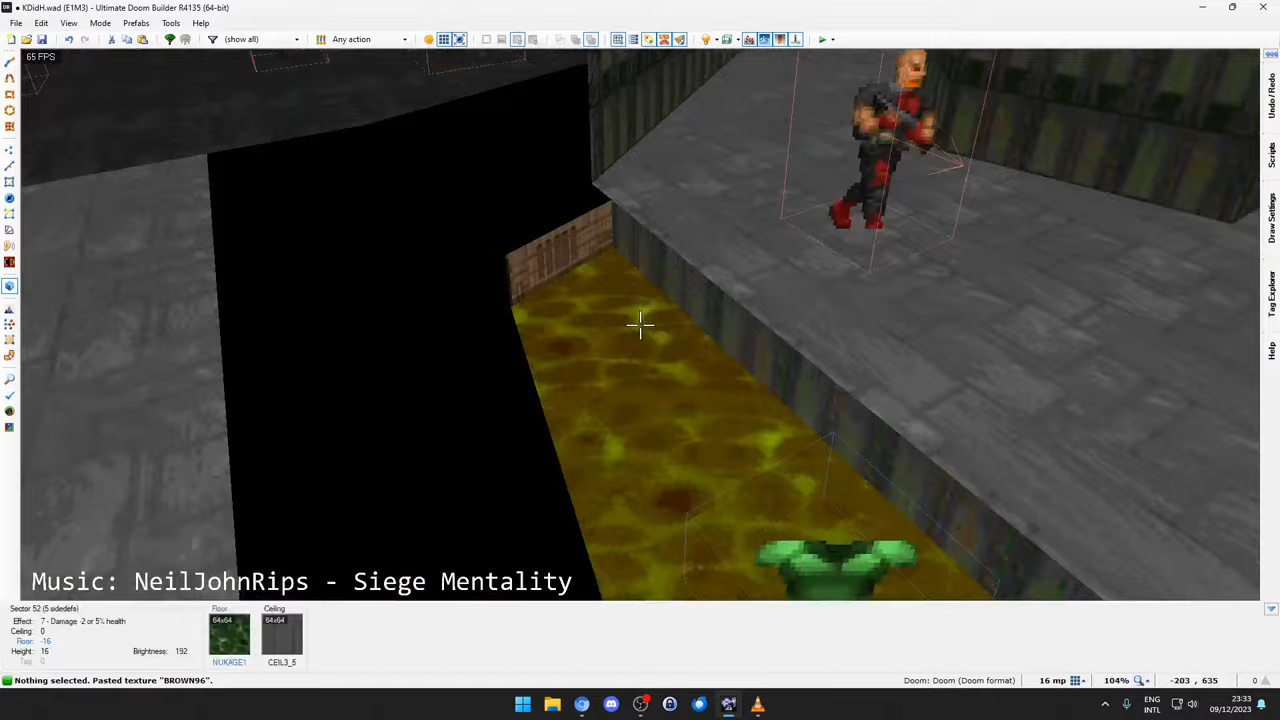 KDidH.wad (E1M3) - Ultimate Doom Builder R4135 (64-bit)
File Edit View Mode Prefabs Tools Help
(show all) Any action
65 FPS
Undo / Redo
Scripts
Draw Settings
Tag Explorer
Help
Music: NeilJohnRips - Siege Mentality
Sector 52 (5 sidedefs)
Effect: 7 - Damage -2 or 5% health
Ceiling: 0
Floor: -16
Height: 16 Brightness: 192
Tag: 0
Floor Ceiling
64x64 64x64
NUKAGE1 CEIL3_5
Nothing selected. Pasted texture "BROWN96".
Doom: Doom (Doom format) 16 mp 104% -203 , 635 0
ENG
INTL
23:33
09/12/2023